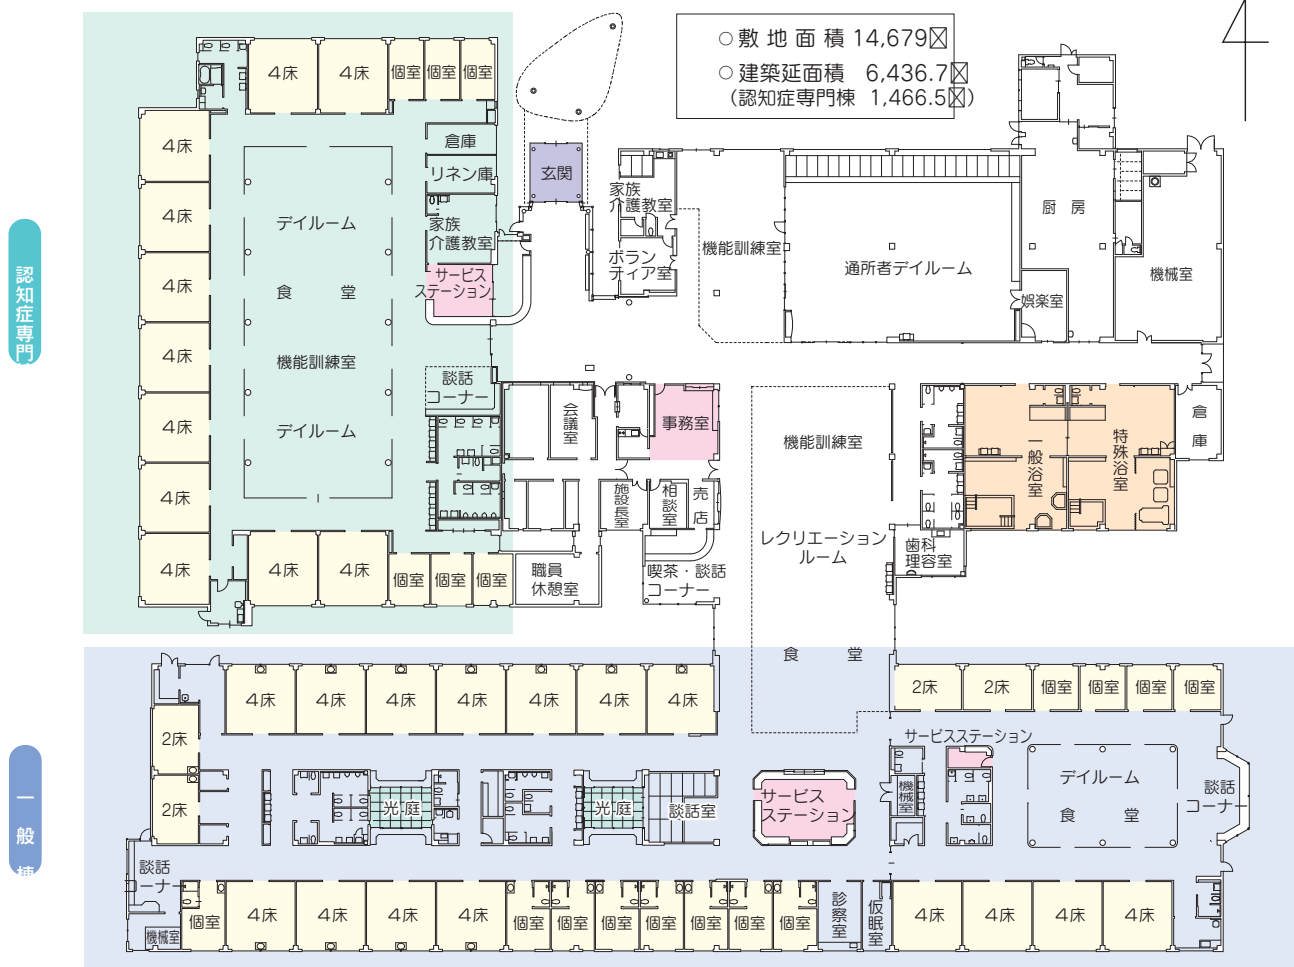 ○敷地面積 14,679
○建築延面積 6,436.7
(認知症専門棟 1,466.5)
4床
4床
個室
個室
個室
4床
4床
4床
4床
4床
4床
4床
倉庫
リネン庫
家族
介護教室
サービス
ステーション
デイルーム
食堂
機能訓練室
デイルーム
談話
コーナー
4床
4床
個室
個室
個室
認知症専門
玄関
家族
介護教室
ボラン
ティア室
機能訓練室
通所者デイルーム
厨房
娯楽室
機械室
会議室
事務室
施設長室
相談室
売店
職員
休憩室
喫茶・談話
コーナー
機能訓練室
レクリエーション
ルーム
食堂
一般浴室
特殊浴室
倉庫
歯科
理容室
一般棟
4床
4床
4床
4床
4床
4床
4床
2床
2床
個室
個室
個室
個室
2床
2床
光庭
光庭
談話室
サービス
ステーション
機械室
サービスステーション
デイルーム
食堂
談話
コーナー
談話
コーナー
機械室
個室
4床
4床
4床
4床
個室
個室
個室
個室
個室
個室
個室
診察室
仮眠室
4床
4床
4床
4床